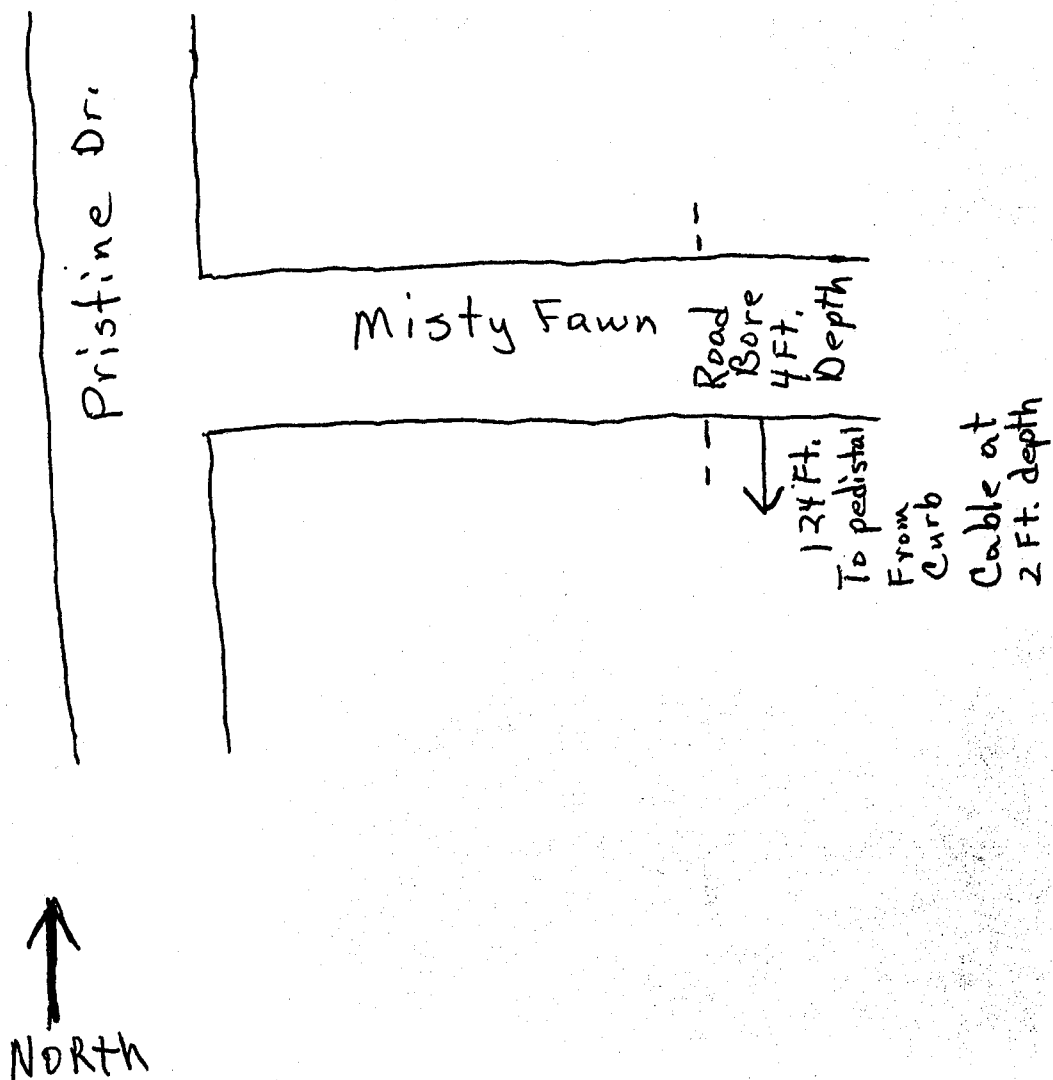 Pristine Dr.
Misty Fawn
Road
Bore
4 Ft.
Depth
124 Ft.
To pedistal
From
Curb
Cable at
2 Ft. depth
NORth